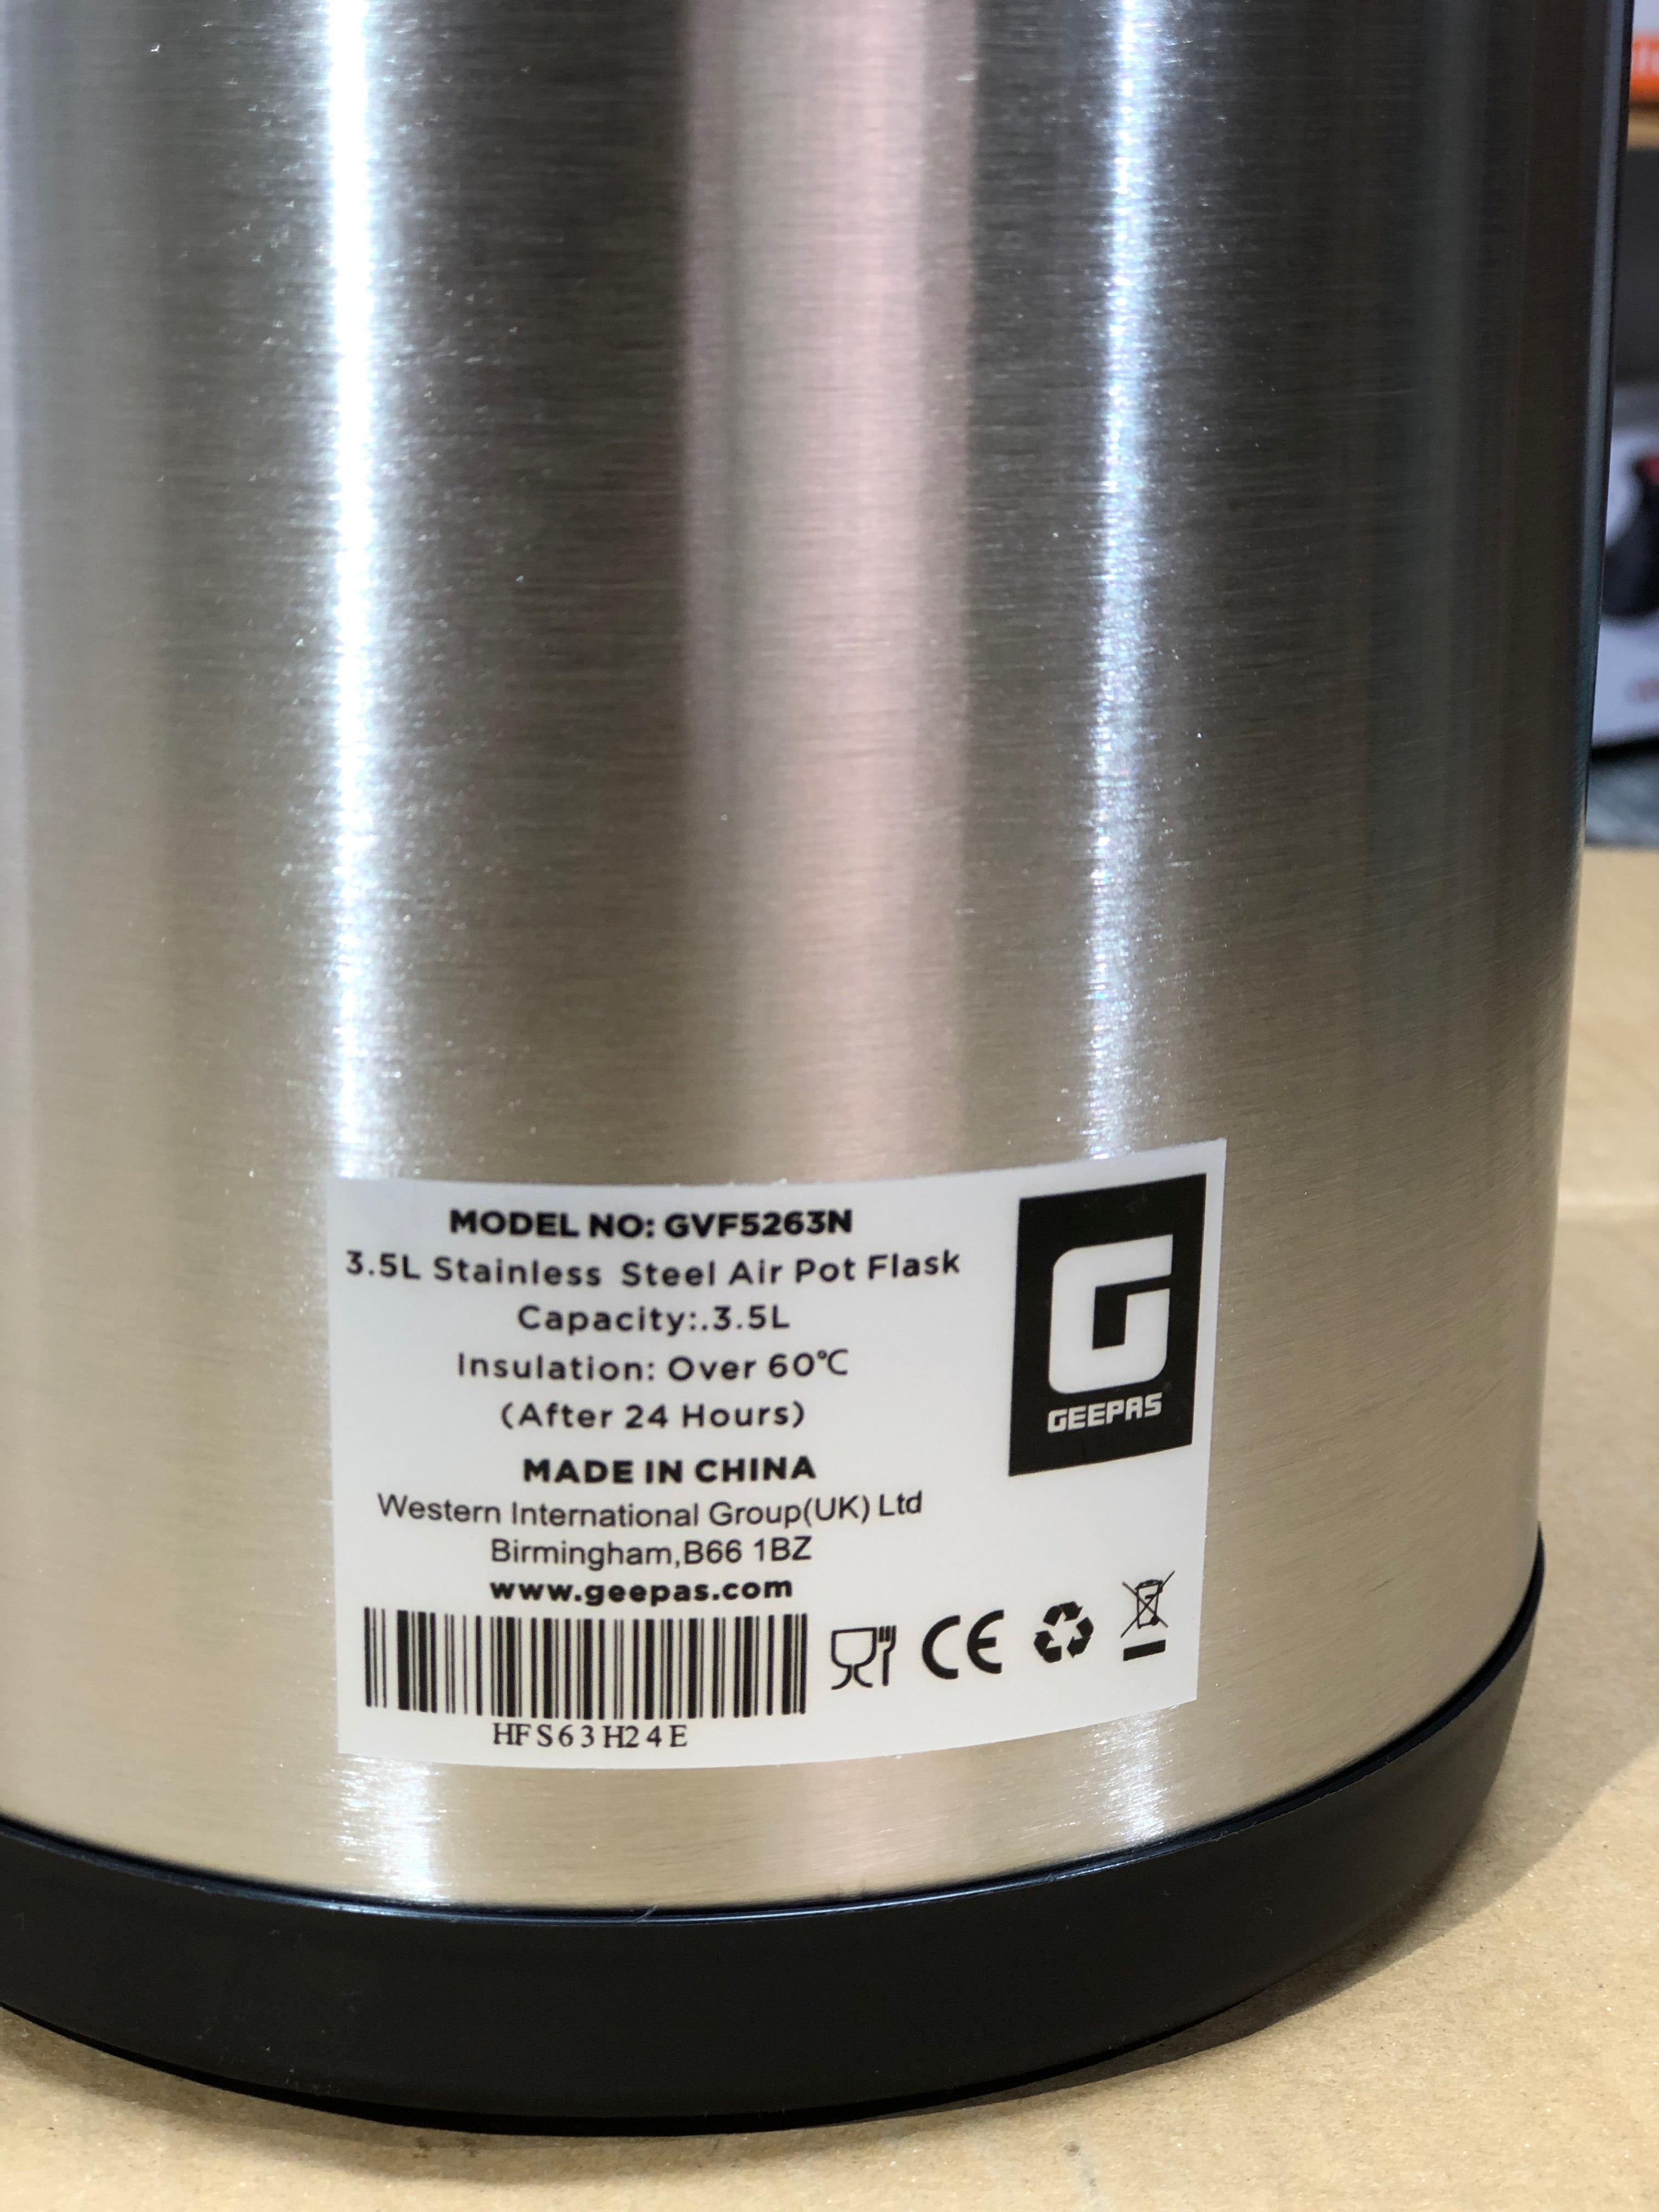 MODEL NO: GVF5263N
3.5L Stainless Steel Air Pot Flask
Capacity:.3.5L
Insulation: Over 60℃
(After 24 Hours)
MADE IN CHINA
Western International Group(UK) Ltd
Birmingham,B66 1BZ
www.geepas.com
HFS63H24E
G
GEEPAS
CE